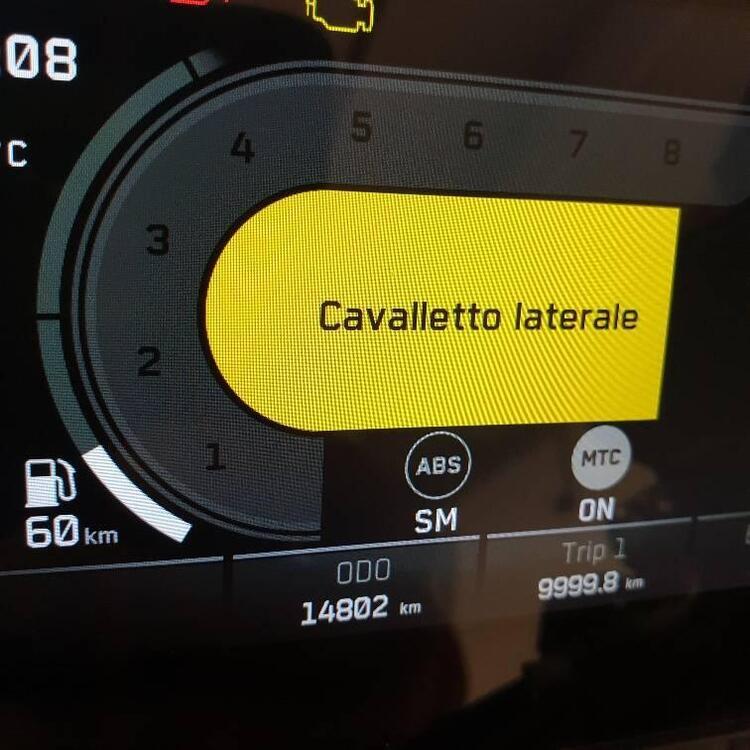 08
C
4 5 6 7 8
3
Cavalletto laterale
2
1
ABS
MTC
SM
ON
60 km
ODO
Trip 1
14802 km
9999.8 km